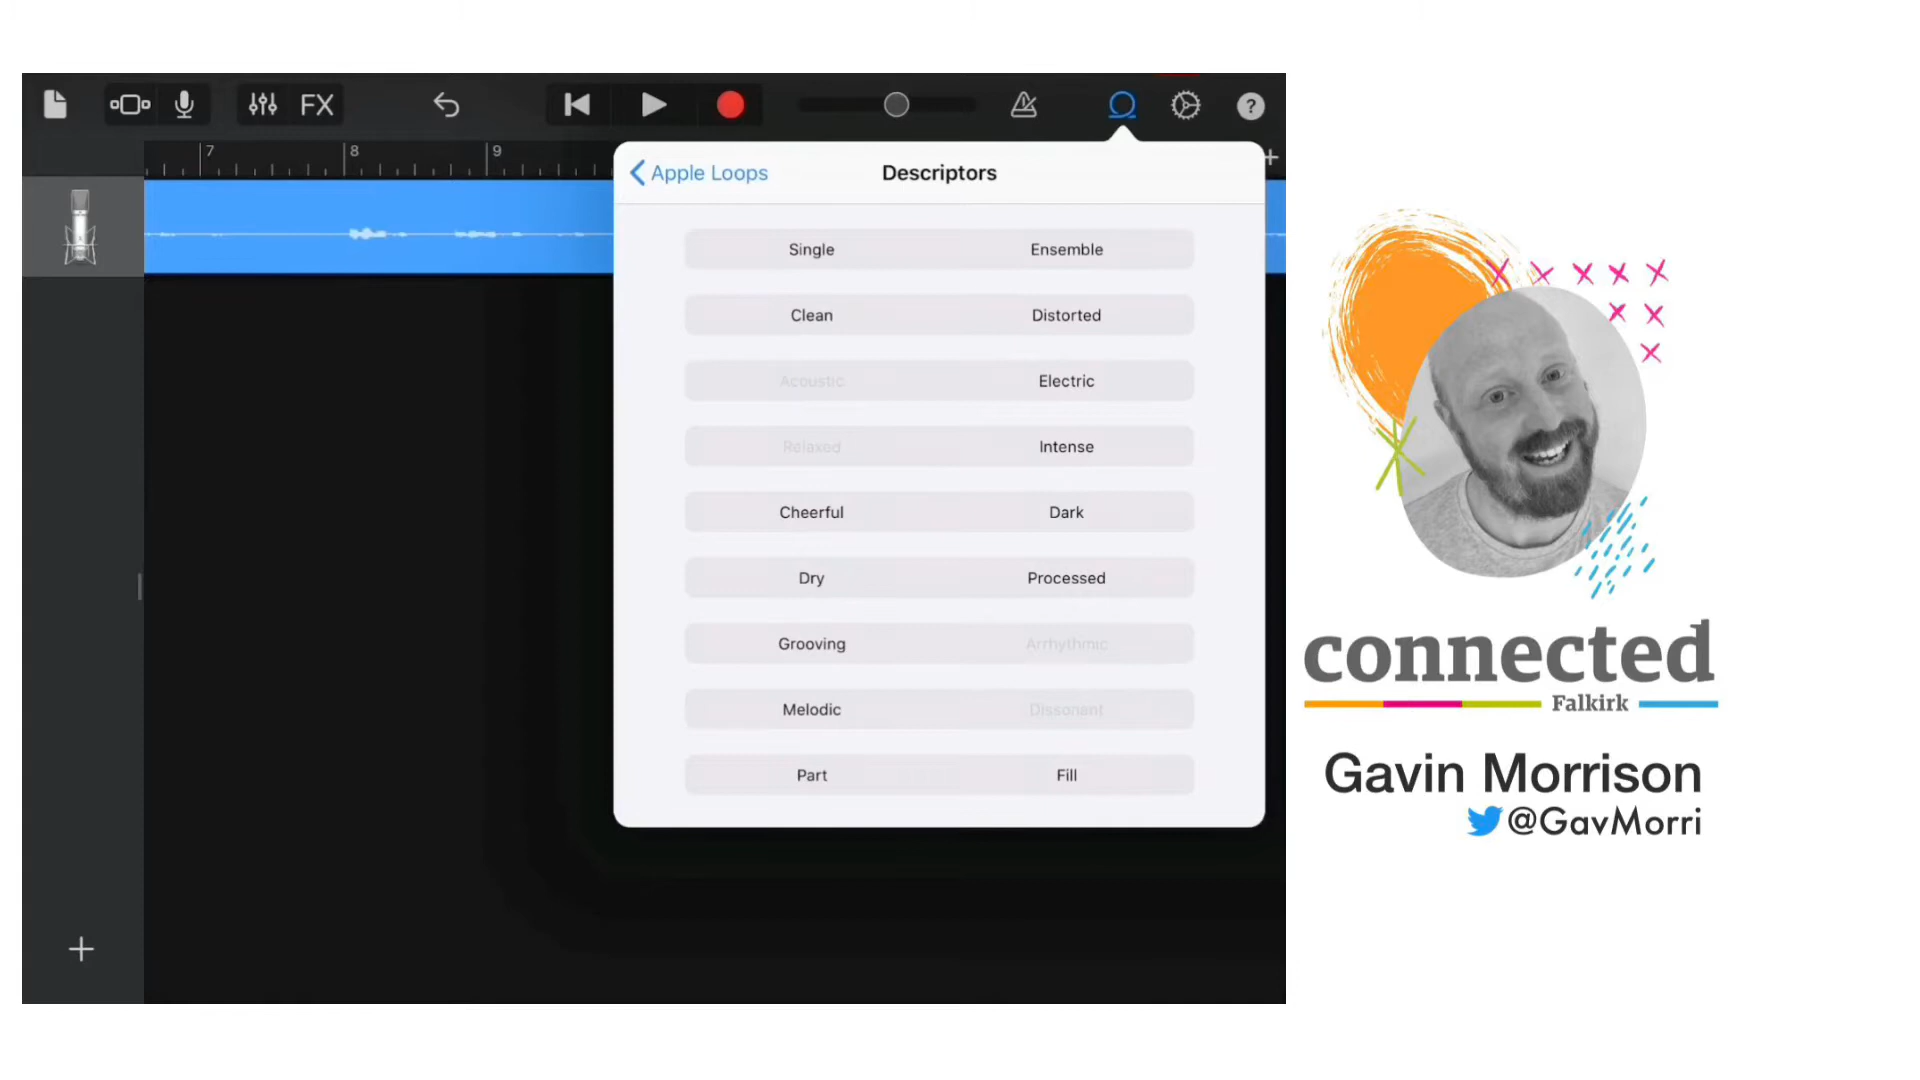 FX
?
7
8
9
Apple Loops
Descriptors
Single
Ensemble
Clean
Distorted
Acoustic
Electric
Relaxed
Intense
Cheerful
Dark
Dry
Processed
Grooving
Arrhythmic
Melodic
Dissonant
Part
Fill
connected
Falkirk
Gavin Morrison
@GavMorri